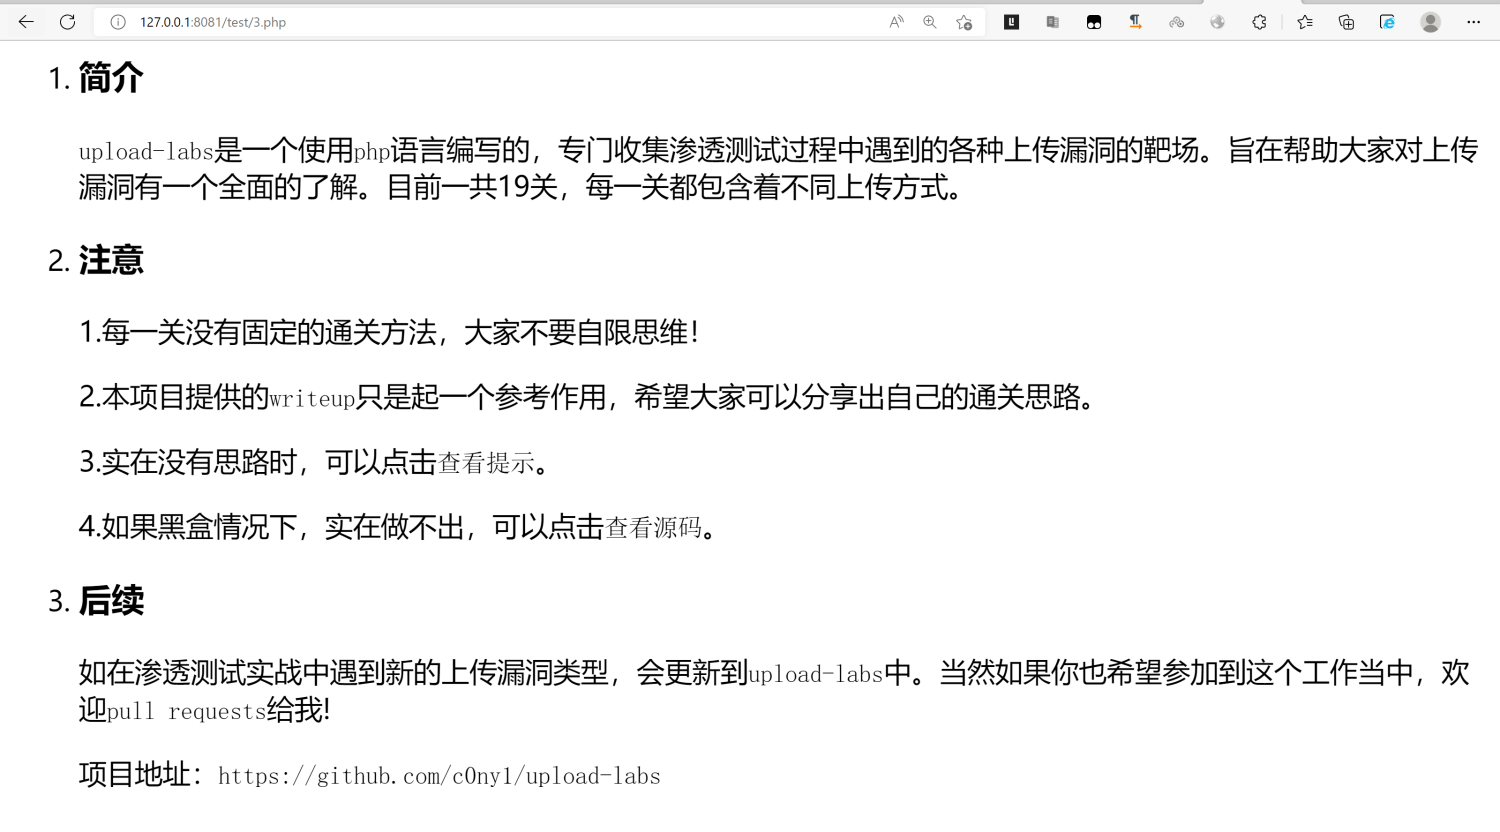 127.0.0.1:8081/test/3.php
1. 简介
upload-labs是一个使用php语言编写的，专门收集渗透测试过程中遇到的各种上传漏洞的靶场。旨在帮助大家对上传
漏洞有一个全面的了解。目前一共19关，每一关都包含着不同上传方式。
2. 注意
1.每一关没有固定的通关方法，大家不要自限思维！
2.本项目提供的writeup只是起一个参考作用，希望大家可以分享出自己的通关思路。
3.实在没有思路时，可以点击查看提示。
4.如果黑盒情况下，实在做不出，可以点击查看源码。
3. 后续
如在渗透测试实战中遇到新的上传漏洞类型，会更新到upload-labs中。当然如果你也希望参加到这个工作当中，欢
迎pull requests给我!
项目地址：https://github.com/c0ny1/upload-labs